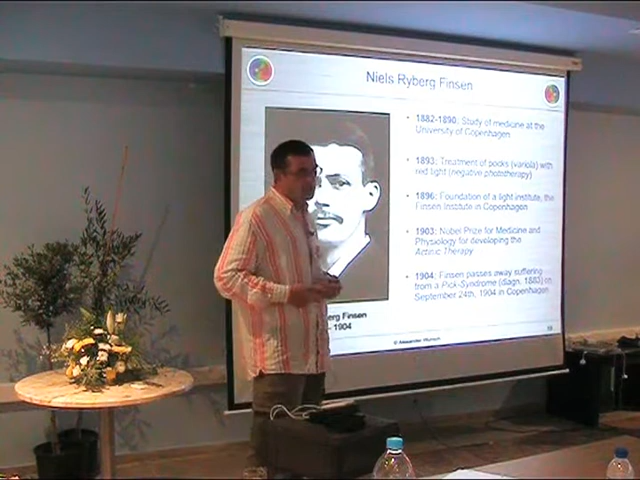 Niels Ryberg Finsen
• 1882-1890: Study of medicine at the
University of Copenhagen
• 1893: Treatment of pocks (variola) with
red light (negative phototherapy)
• 1896: Foundation of a light institute, the
Finsen Institute in Copenhagen
• 1903: Nobel Prize for Medicine and
Physiology for developing the
Actinic Therapy
• 1904: Finsen passes away suffering
from a Pick-Syndrome (diagn. 1883) on
September 24th, 1904 in Copenhagen
erg Finsen
- 1904
© Alexander